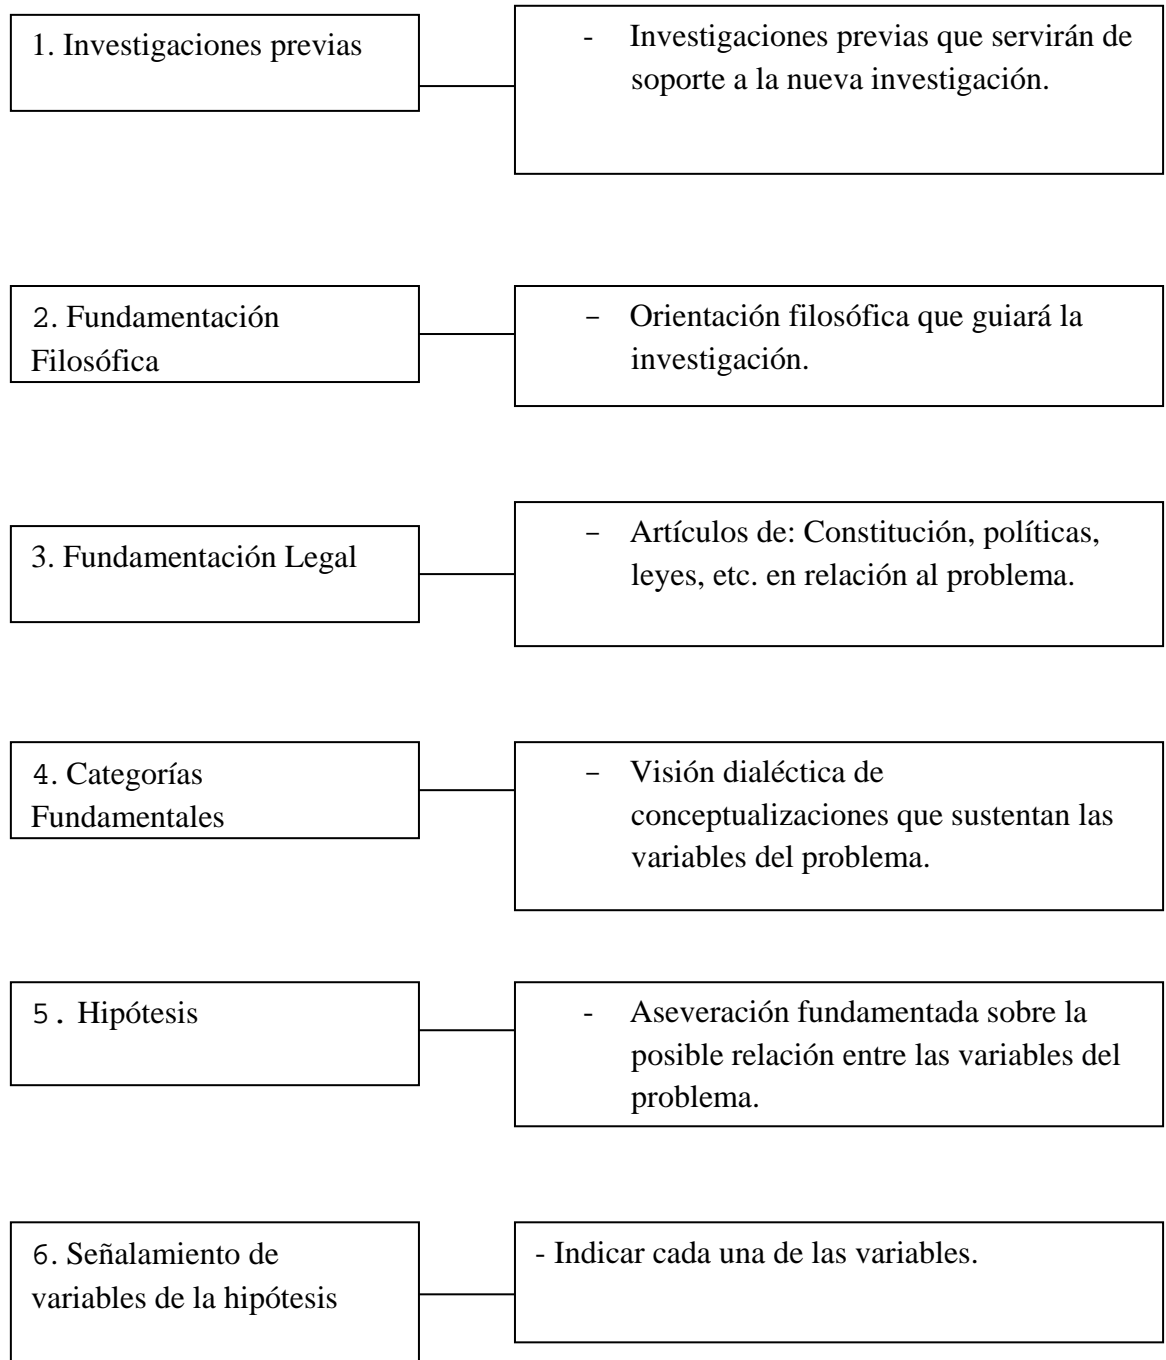 1. Investigaciones previas
- Investigaciones previas que servirán de
soporte a la nueva investigación.
2. Fundamentación
Filosófica
- Orientación filosófica que guiará la
investigación.
3. Fundamentación Legal
- Artículos de: Constitución, políticas,
leyes, etc. en relación al problema.
4. Categorías
Fundamentales
- Visión dialéctica de
conceptualizaciones que sustentan las
variables del problema.
5. Hipótesis
- Aseveración fundamentada sobre la
posible relación entre las variables del
problema.
6. Señalamiento de
variables de la hipótesis
- Indicar cada una de las variables.